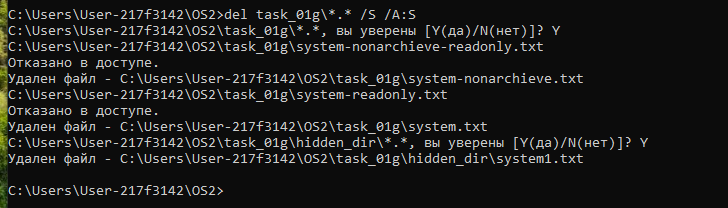 C:\Users\User-217f3142\OS2>del task_01g\*.* /S /A:S
C:\Users\User-217f3142\OS2\task_01g\*.*, вы уверены [Y(да)/N(нет)]? Y
C:\Users\User-217f3142\OS2\task_01g\system-nonarchieve-readonly.txt
Отказано в доступе.
Удален файл - C:\Users\User-217f3142\OS2\task_01g\system-nonarchieve.txt
C:\Users\User-217f3142\OS2\task_01g\system-readonly.txt
Отказано в доступе.
Удален файл - C:\Users\User-217f3142\OS2\task_01g\system.txt
C:\Users\User-217f3142\OS2\task_01g\hidden_dir\*.*, вы уверены [Y(да)/N(нет)]? Y
Удален файл - C:\Users\User-217f3142\OS2\task_01g\hidden_dir\system1.txt
C:\Users\User-217f3142\OS2>